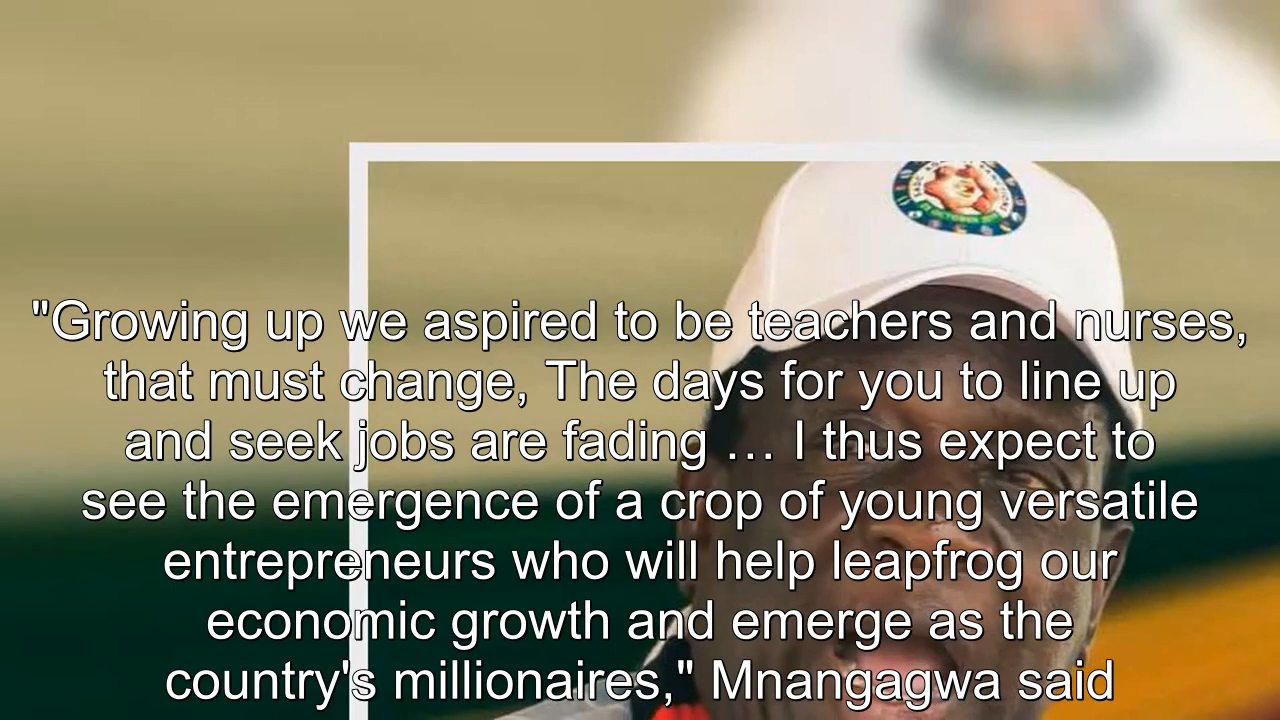 "Growing up we aspired to be teachers and nurses,
that must change, The days for you to line up
and seek jobs are fading … I thus expect to
see the emergence of a crop of young versatile
entrepreneurs who will help leapfrog our
economic growth and emerge as the
country's millionaires," Mnangagwa said